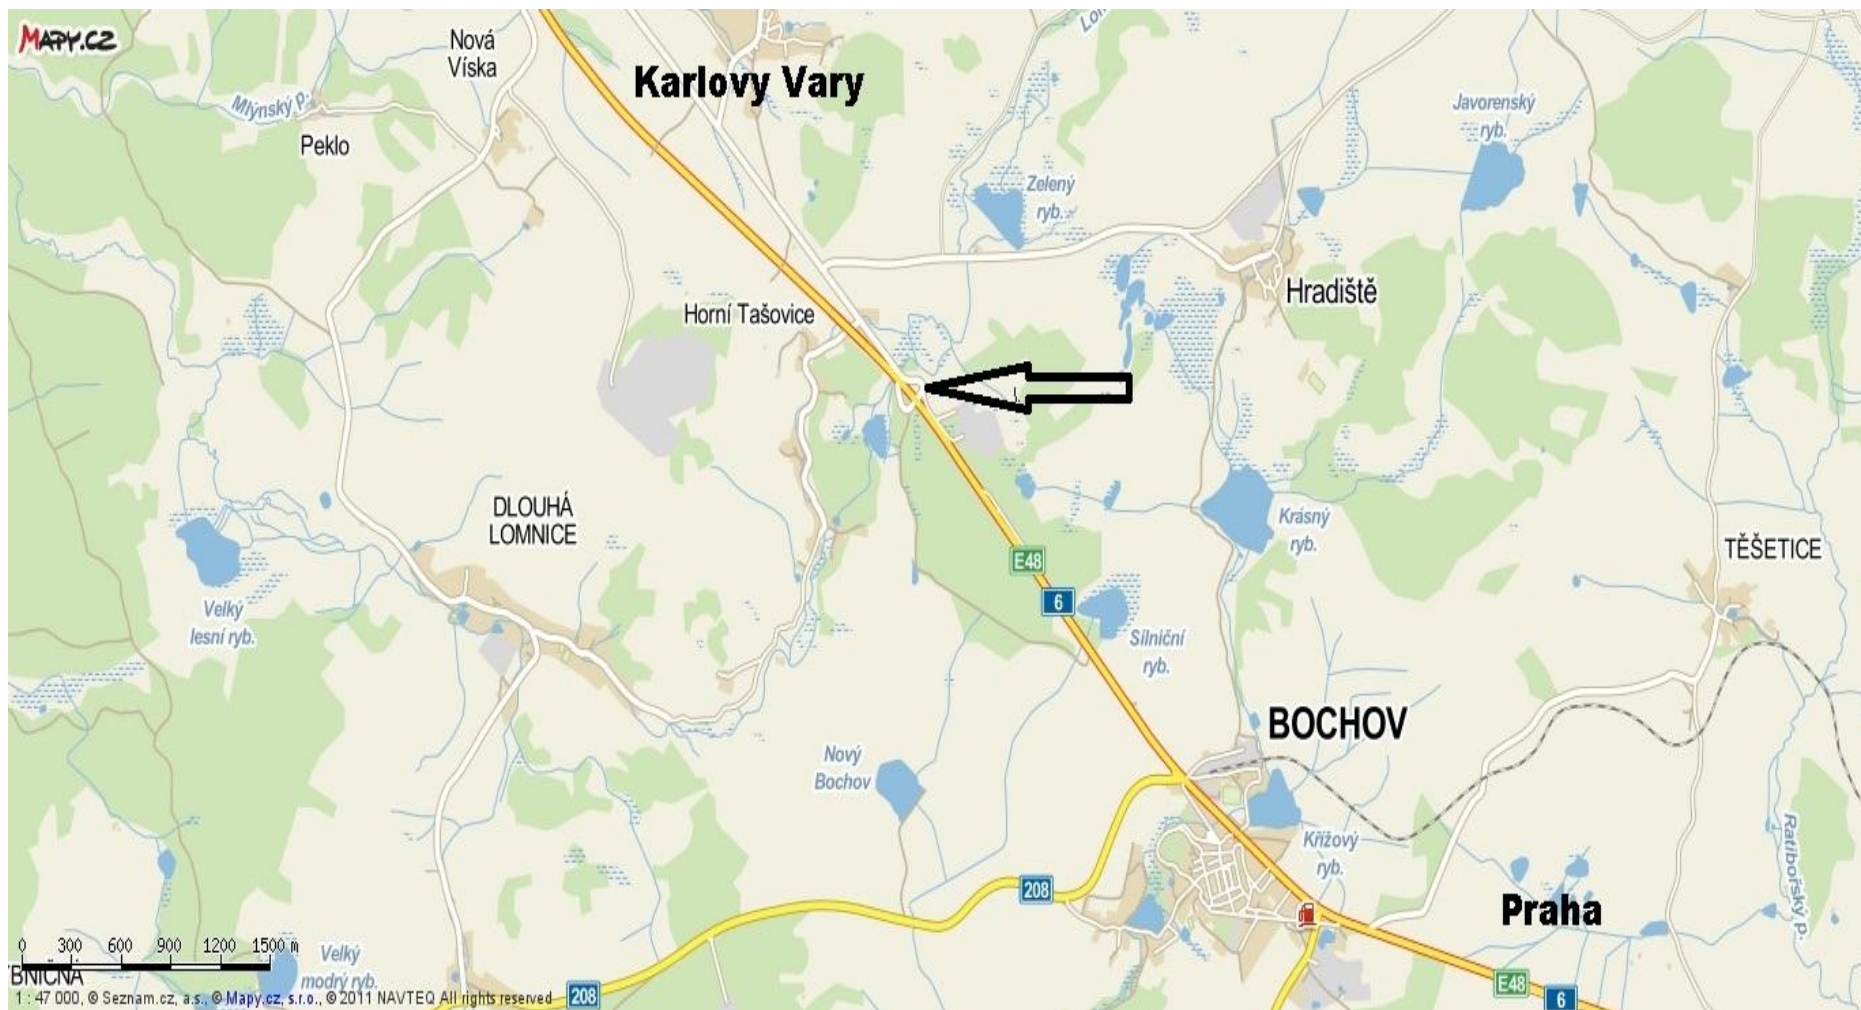 MAPY.CZ
Nová
Víska
Karlovy Vary
Mlýnský p.
Peklo
Javorenský
ryb.
Zelený
ryb.
Hradiště
Horní Tašovice
DLOUHÁ
LOMNICE
Krásný
ryb.
TĚŠETICE
E48
6
Velký
lesní ryb.
Silniční
ryb.
BOCHOV
Nový
Bochov
Křížový
ryb.
Ratibořský p.
208
Praha
0 300 600 900 1200 1500 m
Velký
modrý ryb.
BNIČNÁ
1 : 47 000, © Seznam.cz, a.s., © Mapy.cz, s.r.o., © 2011 NAVTEQ All rights reserved
208
E48
6